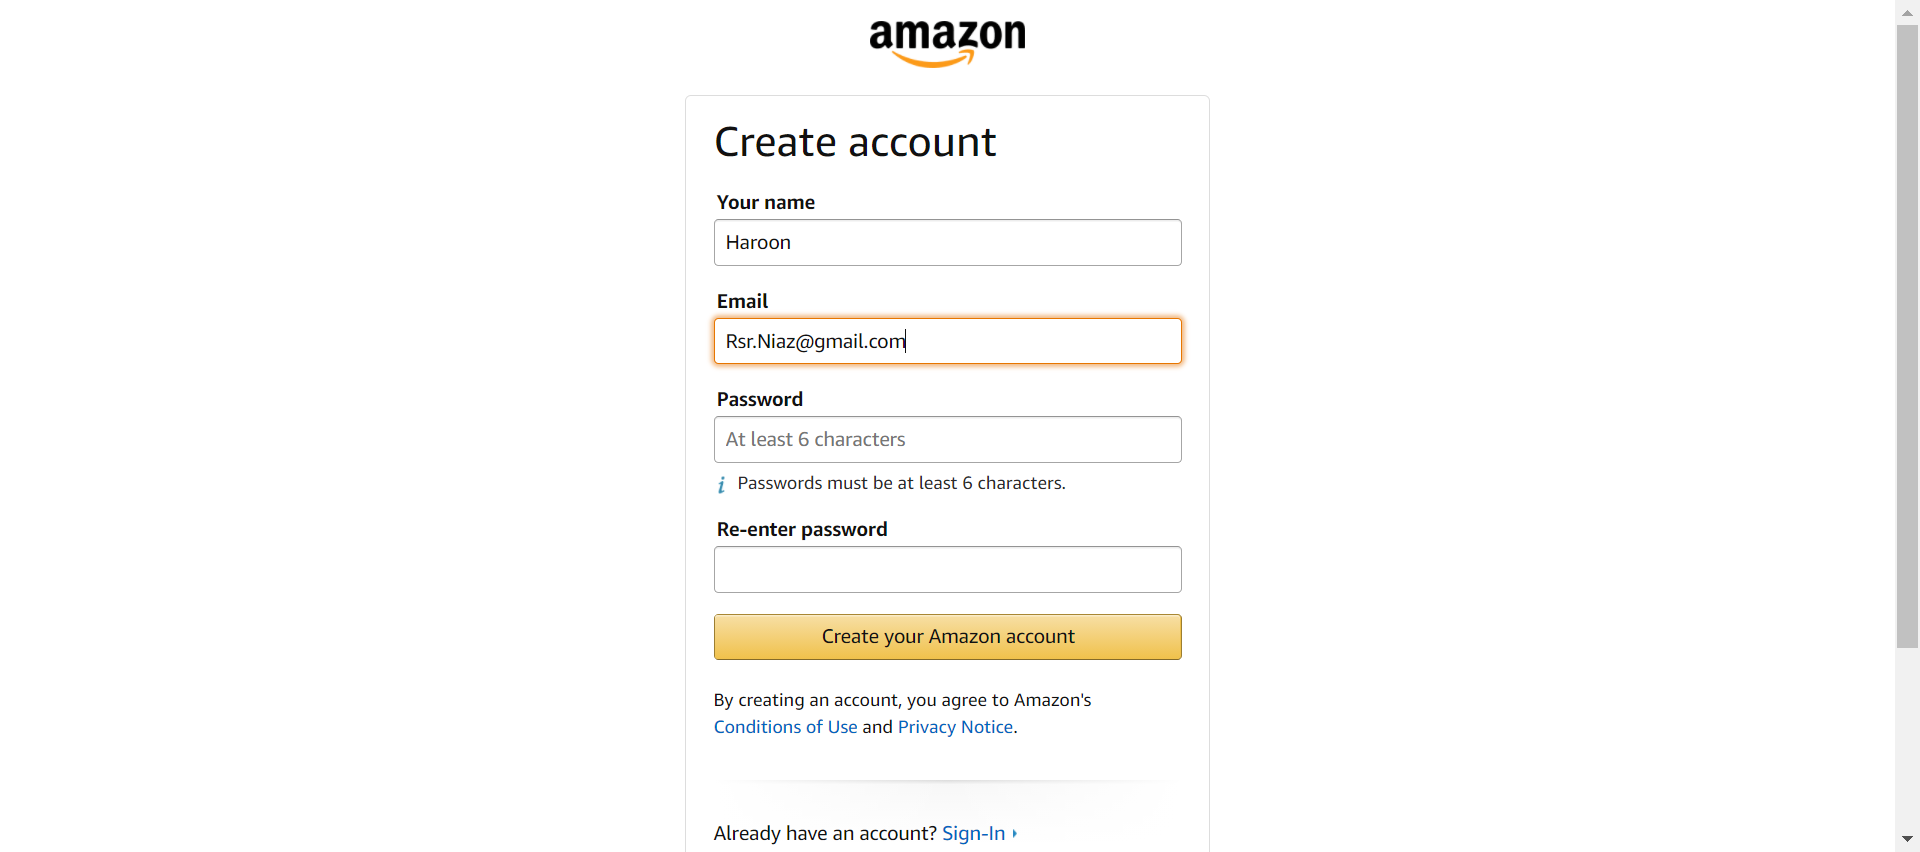 amazon
Create account
Your name
Haroon
Email
Rsr.Niaz@gmail.com
Password
At least 6 characters
i Passwords must be at least 6 characters.
Re-enter password
Create your Amazon account
By creating an account, you agree to Amazon's
Conditions of Use and Privacy Notice.
Already have an account? Sign-In